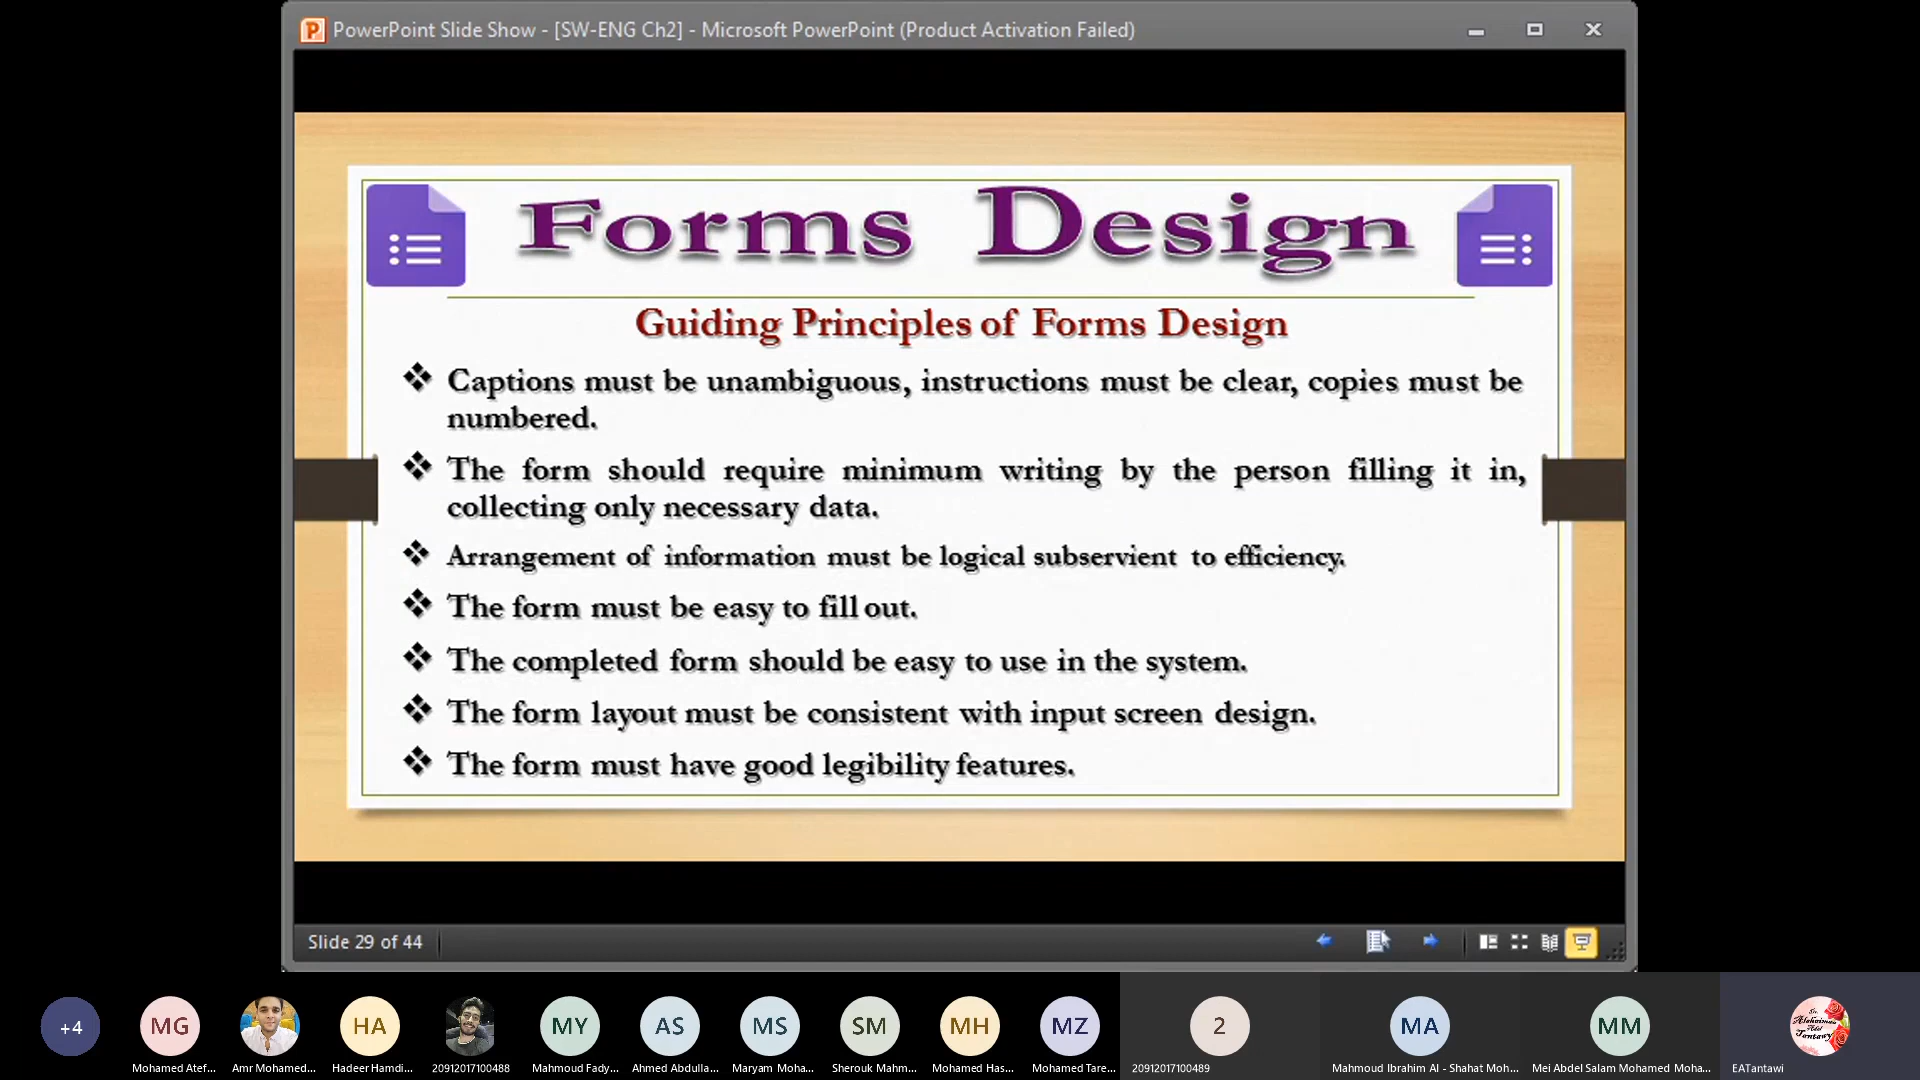 PowerPoint Slide Show - [SW-ENG Ch2] - Microsoft PowerPoint (Product Activation Failed)
Forms Design
Guiding Principles of Forms Design
❖ Captions must be unambiguous, instructions must be clear, copies must be
numbered.
❖ The form should require minimum writing by the person filling it in,
collecting only necessary data.
❖ Arrangement of information must be logical subservient to efficiency.
❖ The form must be easy to fill out.
❖ The completed form should be easy to use in the system.
❖ The form layout must be consistent with input screen design.
❖ The form must have good legibility features.
Slide 29 of 44
+4 MG HA MY AS MS SM MH MZ 2 MA MM
Mohamed Atef... Amr Mohamed... Hadeer Hamdi... 20912017100488 Mahmoud Fady... Ahmed Abdulla... Maryam Moha... Sherouk Mahm... Mohamed Has... Mohamed Tare... 20912017100489 Mahmoud Ibrahim Al - Shahat Moh... Mei Abdel Salam Mohamed Moha... EATantawi